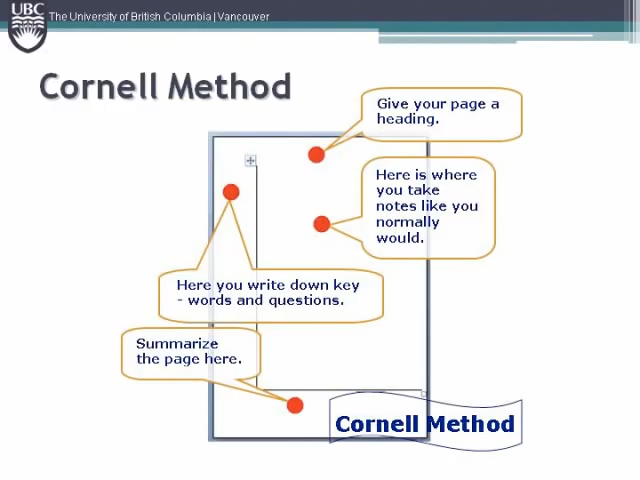 UBC
The University of British Columbia | Vancouver
Cornell Method
Give your page a
heading.
Here is where
you take
notes like you
normally
would.
Here you write down key
- words and questions.
Summarize
the page here.
Cornell Method